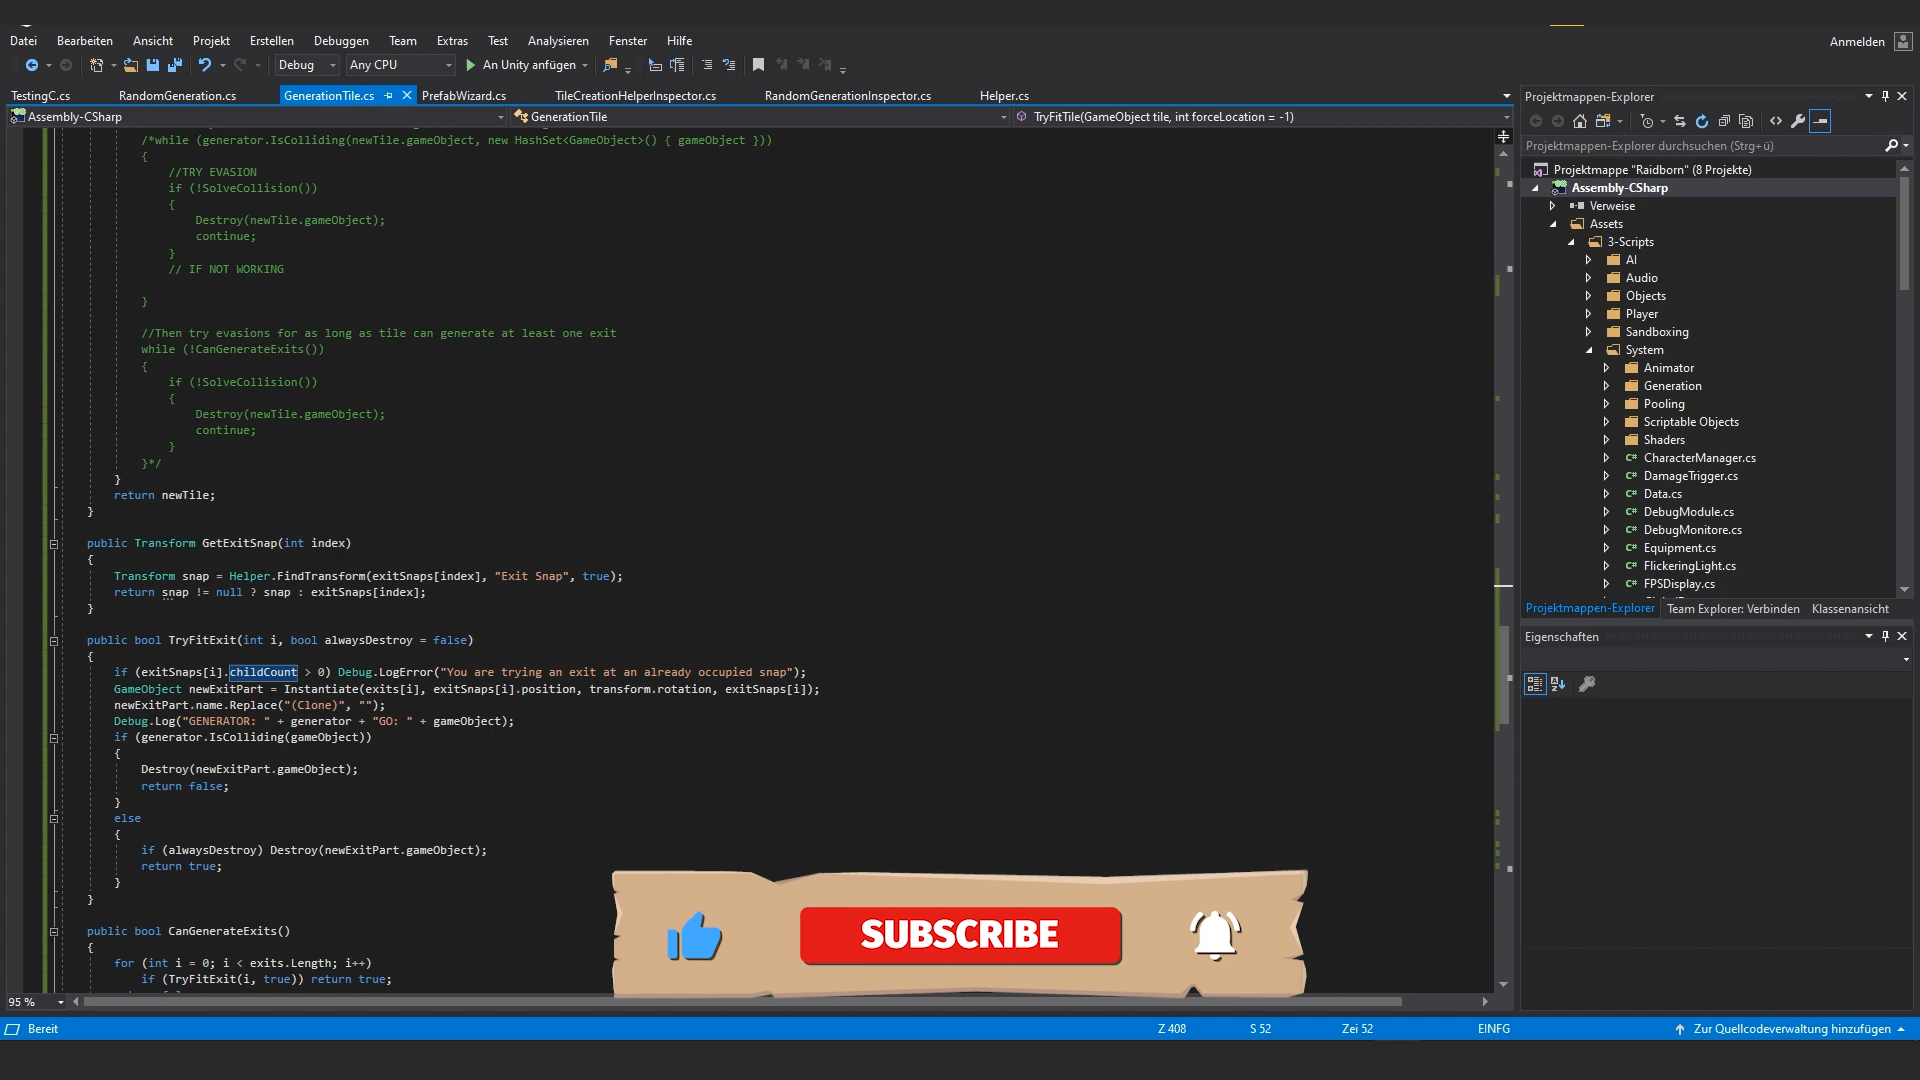 Datei Bearbeiten Ansicht Projekt Erstellen Debuggen Team Extras Test Analysieren Fenster Hilfe
Anmelden
Debug Any CPU An Unity anfügen
TestingC.cs RandomGeneration.cs GenerationTile.cs PrefabWizard.cs TileCreationHelperInspector.cs RandomGenerationInspector.cs Helper.cs
Assembly-CSharp GenerationTile TryFitTile(GameObject tile, int forceLocation = -1)
/*while (generator.IsColliding(newTile.gameObject, new HashSet<GameObject>() { gameObject }))
{
//TRY EVASION
if (!SolveCollision())
{
Destroy(newTile.gameObject);
continue;
}
// IF NOT WORKING
}
//Then try evasions for as long as tile can generate at least one exit
while (!CanGenerateExits())
{
if (!SolveCollision())
{
Destroy(newTile.gameObject);
continue;
}
}*/
}
return newTile;
}
public Transform GetExitSnap(int index)
{
Transform snap = Helper.FindTransform(exitSnaps[index], "Exit Snap", true);
return snap != null ? snap : exitSnaps[index];
}
public bool TryFitExit(int i, bool alwaysDestroy = false)
{
if (exitSnaps[i].childCount > 0) Debug.LogError("You are trying an exit at an already occupied snap");
GameObject newExitPart = Instantiate(exits[i], exitSnaps[i].position, transform.rotation, exitSnaps[i]);
newExitPart.name.Replace("(Clone)", "");
Debug.Log("GENERATOR: " + generator + "GO: " + gameObject);
if (generator.IsColliding(gameObject))
{
Destroy(newExitPart.gameObject);
return false;
}
else
{
if (alwaysDestroy) Destroy(newExitPart.gameObject);
return true;
}
}
public bool CanGenerateExits()
{
for (int i = 0; i < exits.Length; i++)
if (TryFitExit(i, true)) return true;
95 %
SUBSCRIBE
Projektmappen-Explorer
Projektmappen-Explorer durchsuchen (Strg+ü)
Projektmappe "Raidborn" (8 Projekte)
Assembly-CSharp
Verweise
Assets
3-Scripts
AI
Audio
Objects
Player
Sandboxing
System
Animator
Generation
Pooling
Scriptable Objects
Shaders
C# CharacterManager.cs
C# DamageTrigger.cs
C# Data.cs
C# DebugModule.cs
C# DebugMonitore.cs
C# Equipment.cs
C# FlickeringLight.cs
C# FPSDisplay.cs
Projektmappen-Explorer Team Explorer: Verbinden Klassenansicht
Eigenschaften
Bereit Z 408 S 52 Zei 52 EINFG Zur Quellcodeverwaltung hinzufügen